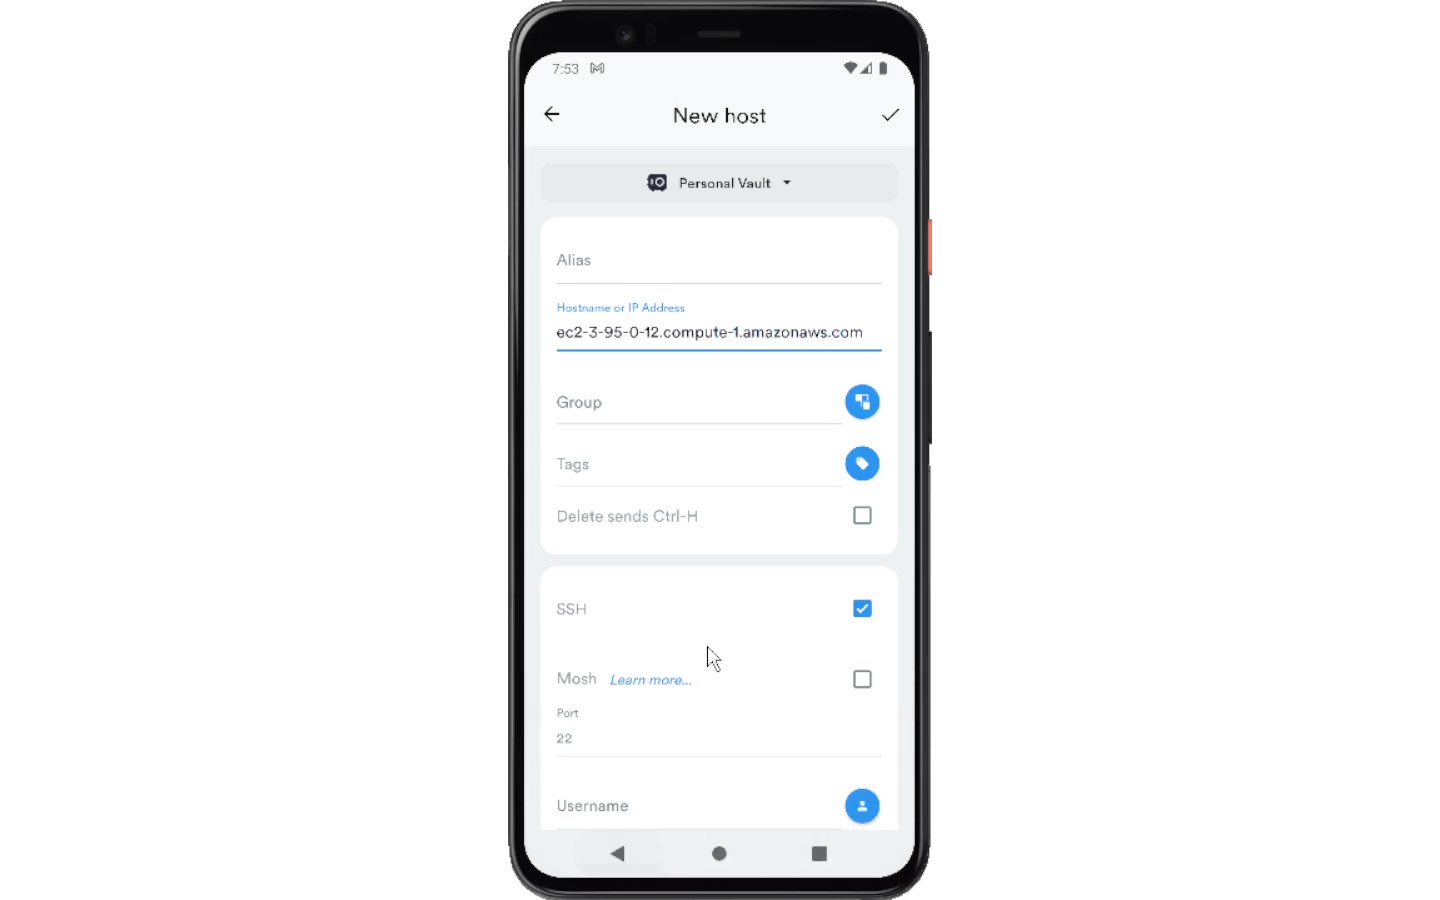 7:53
New host
Personal Vault
Alias
Hostname or IP Address
ec2-3-95-0-12.compute-1.amazonaws.com
Group
Tags
Delete sends Ctrl-H
SSH
Mosh Learn more...
Port
22
Username